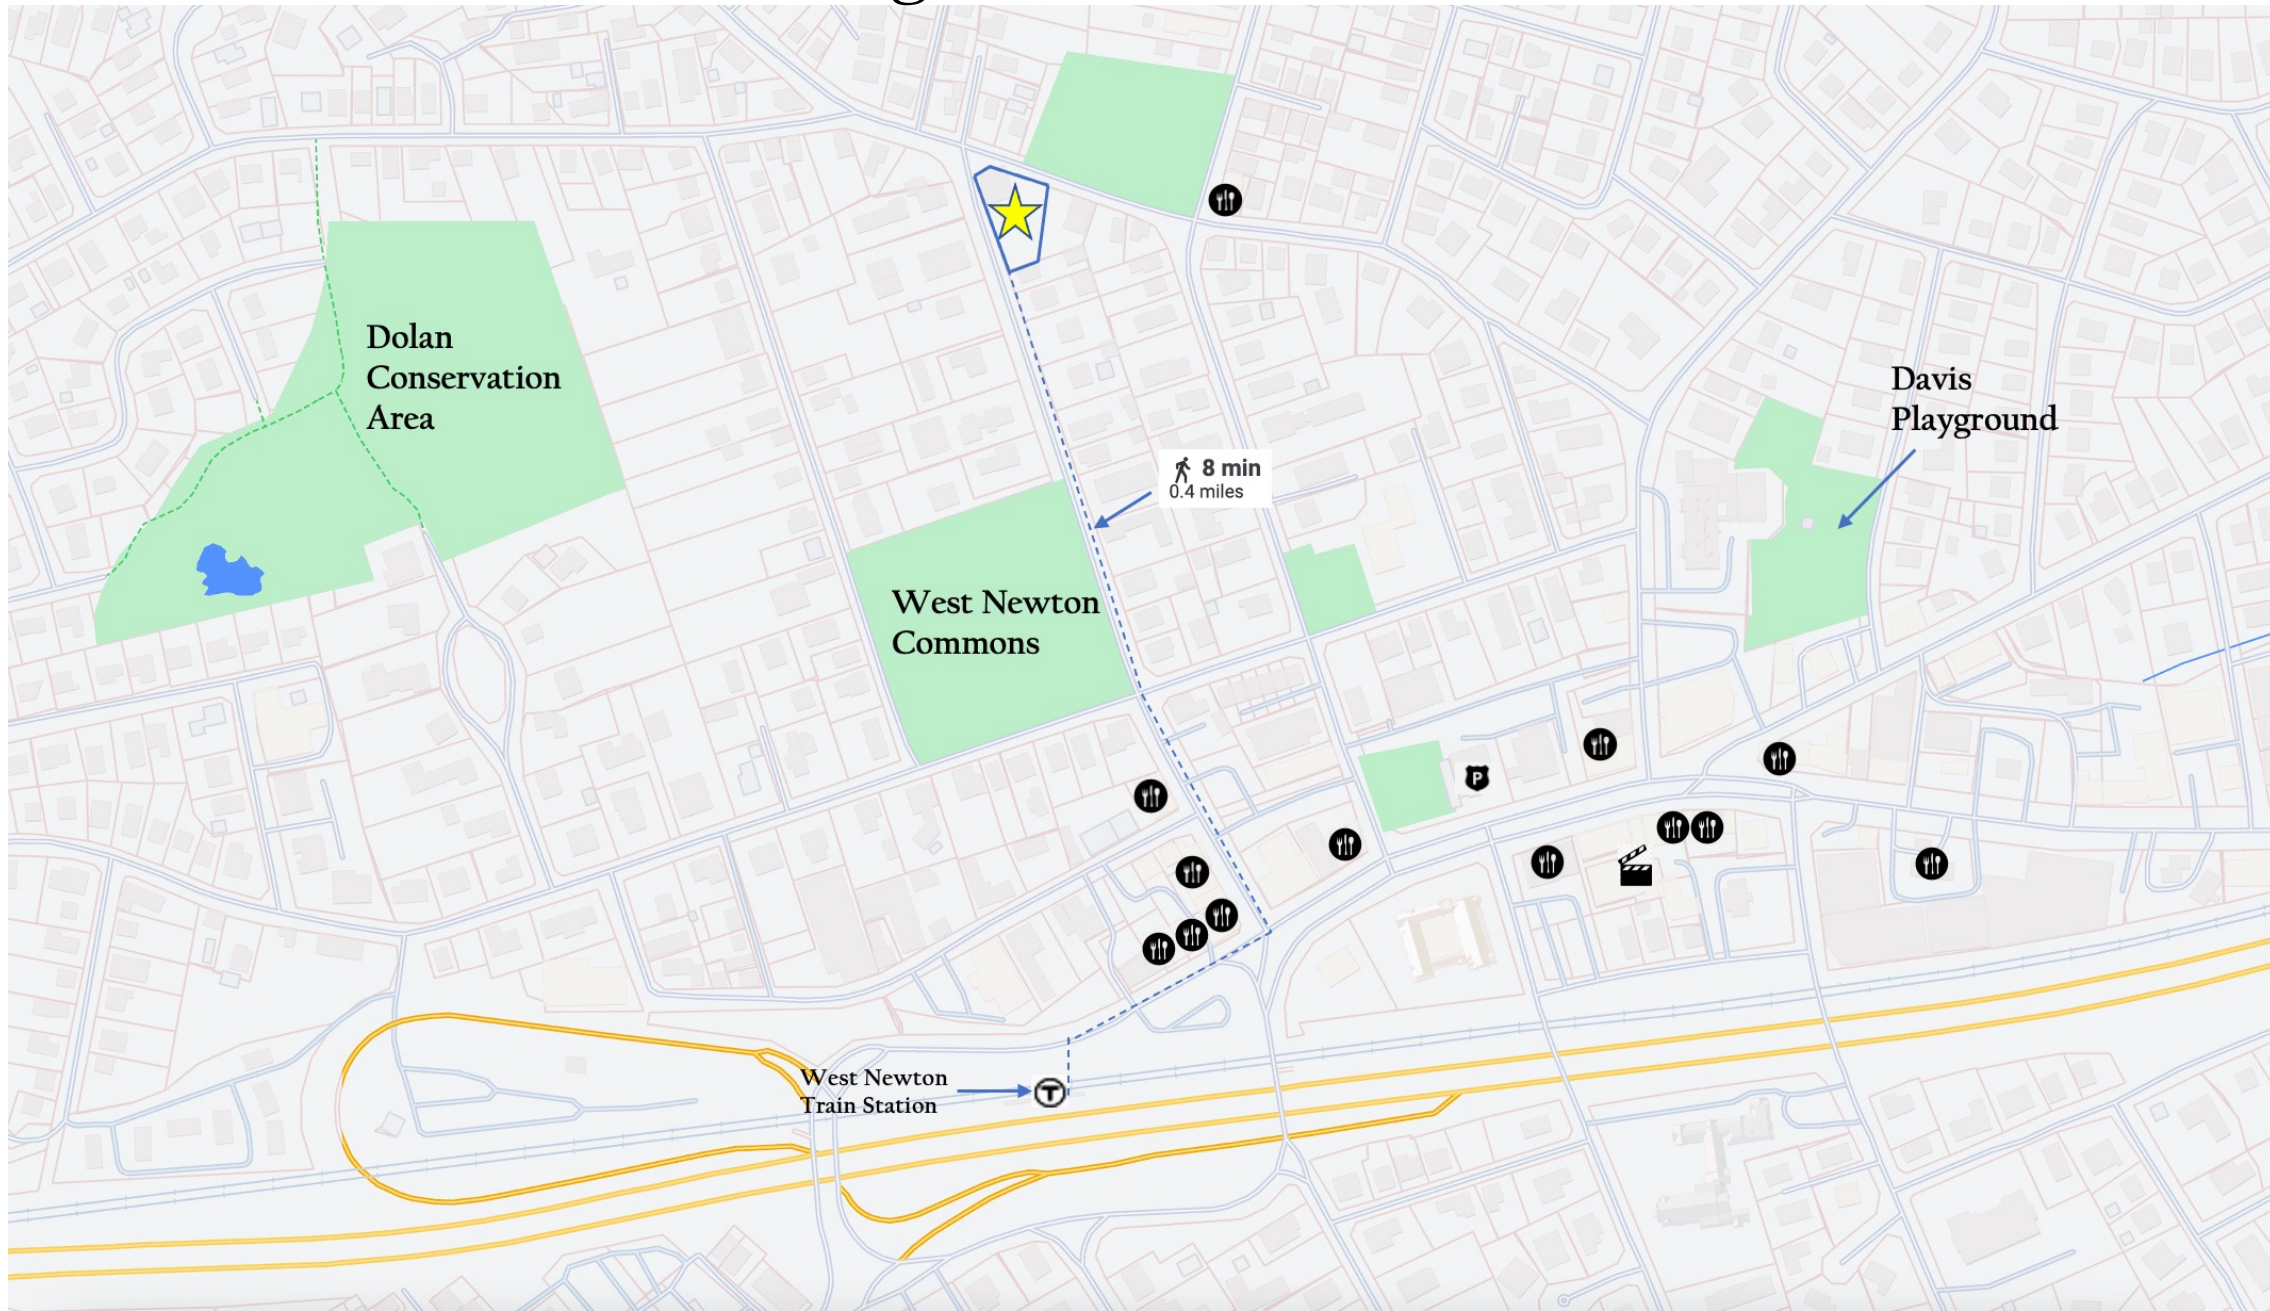 Dolan
Conservation
Area
Davis
Playground
8 min
0.4 miles
West Newton
Commons
P
West Newton
Train Station
T